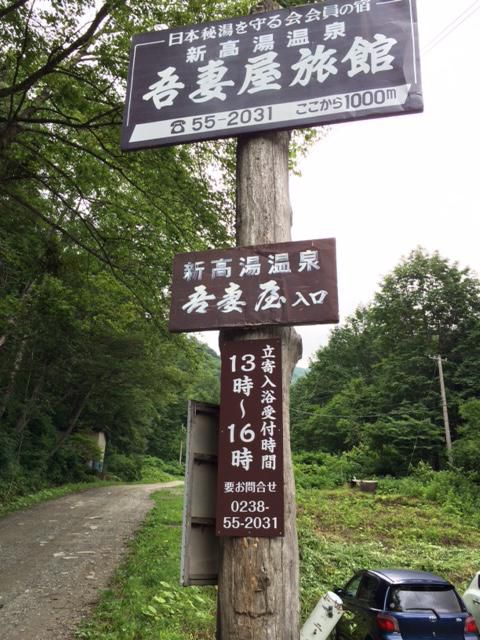 日本秘湯を守る会会員の宿
新高湯温泉
吾妻屋旅館
☎55-2031 ここから1000m
新高湯温泉
吾妻屋入口
立寄入浴受付時間
13時〜16時
要お問合せ
0238-
55-2031